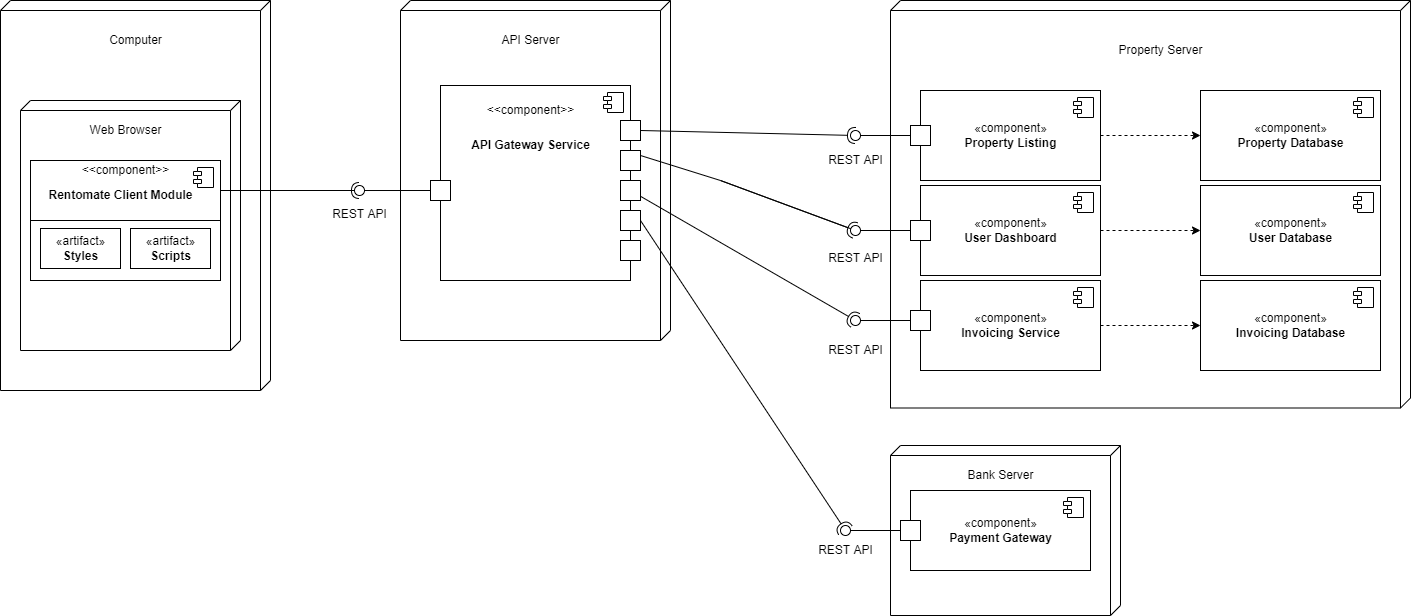 Computer
Web Browser
<<component>>
Rentomate Client Module
«artifact»
Styles
«artifact»
Scripts
REST API
API Server
<<component>>
API Gateway Service
Property Server
«component»
Property Listing
«component»
Property Database
REST API
«component»
User Dashboard
«component»
User Database
REST API
«component»
Invoicing Service
«component»
Invoicing Database
REST API
Bank Server
«component»
Payment Gateway
REST API